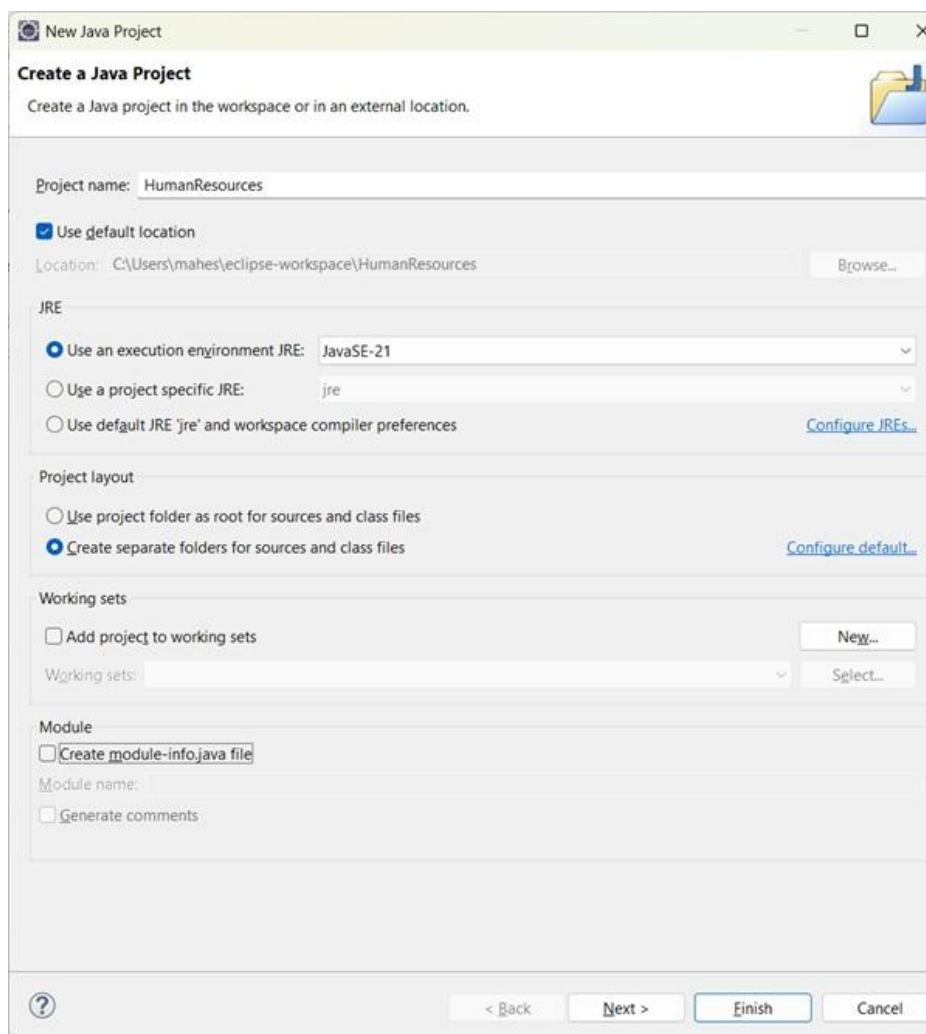 New Java Project
Create a Java Project
Create a Java project in the workspace or in an external location.
Project name: HumanResources
Use default location
Location: C:\Users\mahes\eclipse-workspace\HumanResources Browse...
JRE
Use an execution environment JRE: JavaSE-21
Use a project specific JRE: jre
Use default JRE 'jre' and workspace compiler preferences Configure JREs...
Project layout
Use project folder as root for sources and class files
Create separate folders for sources and class files Configure default...
Working sets
Add project to working sets New...
Working sets: Select...
Module
Create module-info.java file
Module name:
Generate comments
? < Back Next > Finish Cancel